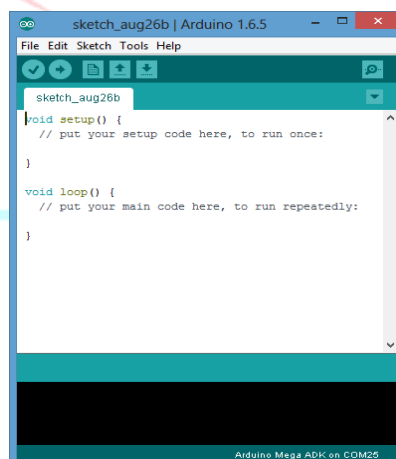 sketch_aug26b | Arduino 1.6.5
File Edit Sketch Tools Help
sketch_aug26b
void setup() {
  // put your setup code here, to run once:

}

void loop() {
  // put your main code here, to run repeatedly:

}
Arduino Mega ADK on COM25